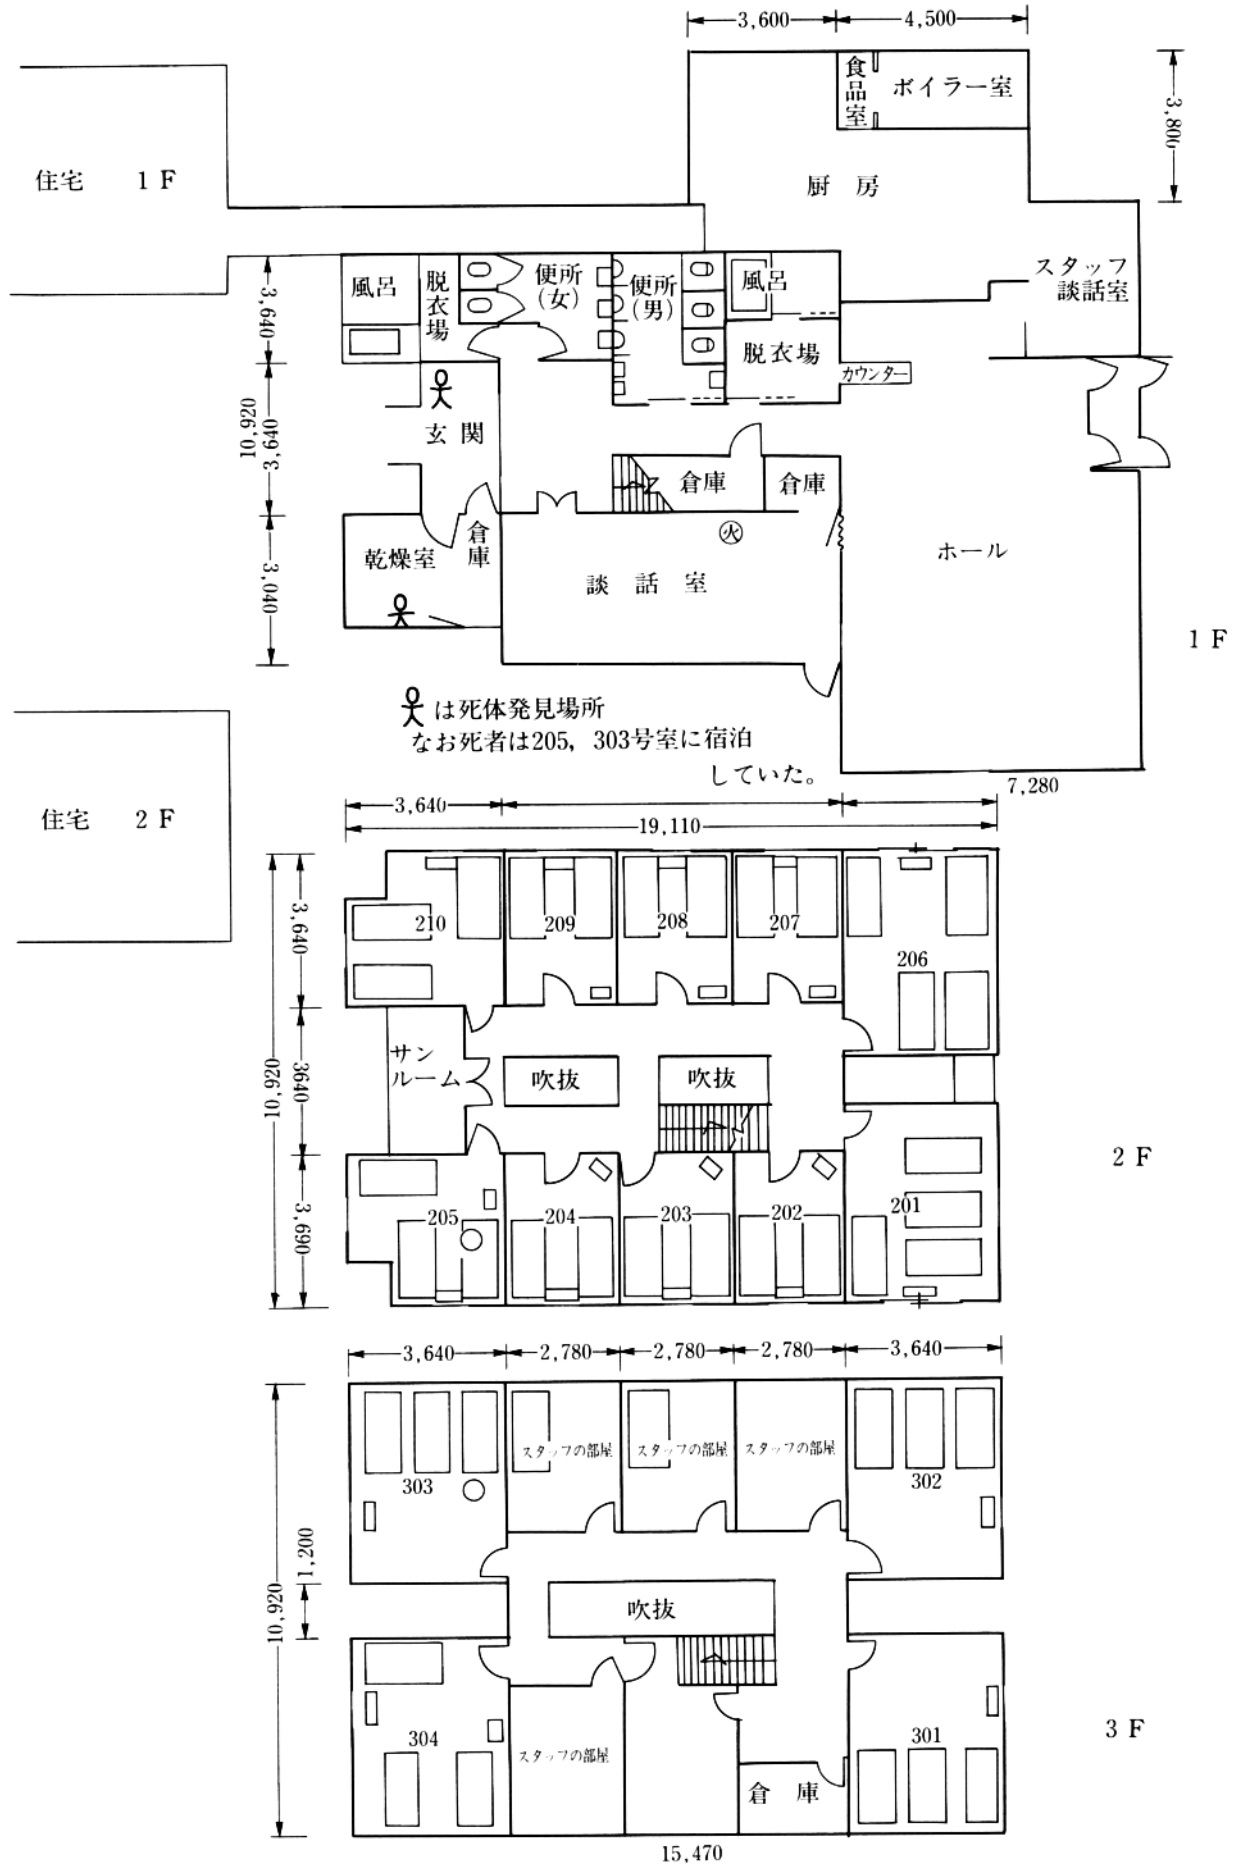 3,600
4,500
食品室
ボイラー室
3,800
住宅 1F
厨房
スタッフ
談話室
風呂
脱衣場
便所
(女)
便所
(男)
風呂
脱衣場
カウンター
3,640
10,920
3,640
3,040
玄関
倉庫
倉庫
倉庫
乾燥室
火
談話室
ホール
1F
は死体発見場所
なお死者は205, 303号室に宿泊
していた。
7,280
住宅 2F
3,640
19,110
210
209
208
207
206
3,640
10,920
3640
3,690
サン
ルーム
吹抜
吹抜
2F
205
204
203
202
201
3,640
2,780
2,780
2,780
3,640
303
スタッフの部屋
スタッフの部屋
スタッフの部屋
302
1,200
10,920
吹抜
304
スタッフの部屋
倉庫
301
3F
15,470